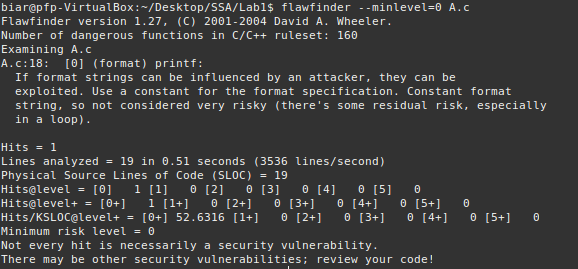 biar@pfp-VirtualBox:~/Desktop/SSA/Lab1$ flawfinder --minlevel=0 A.c
Flawfinder version 1.27, (C) 2001-2004 David A. Wheeler.
Number of dangerous functions in C/C++ ruleset: 160
Examining A.c
A.c:18:  [0] (format) printf:
  If format strings can be influenced by an attacker, they can be
  exploited. Use a constant for the format specification. Constant format
  string, so not considered very risky (there's some residual risk, especially
  in a loop).

Hits = 1
Lines analyzed = 19 in 0.51 seconds (3536 lines/second)
Physical Source Lines of Code (SLOC) = 19
Hits@level = [0]   1 [1]   0 [2]   0 [3]   0 [4]   0 [5]   0
Hits@level+ = [0+]   1 [1+]   0 [2+]   0 [3+]   0 [4+]   0 [5+]   0
Hits/KSLOC@level+ = [0+] 52.6316 [1+]   0 [2+]   0 [3+]   0 [4+]   0 [5+]   0
Minimum risk level = 0
Not every hit is necessarily a security vulnerability.
There may be other security vulnerabilities; review your code!